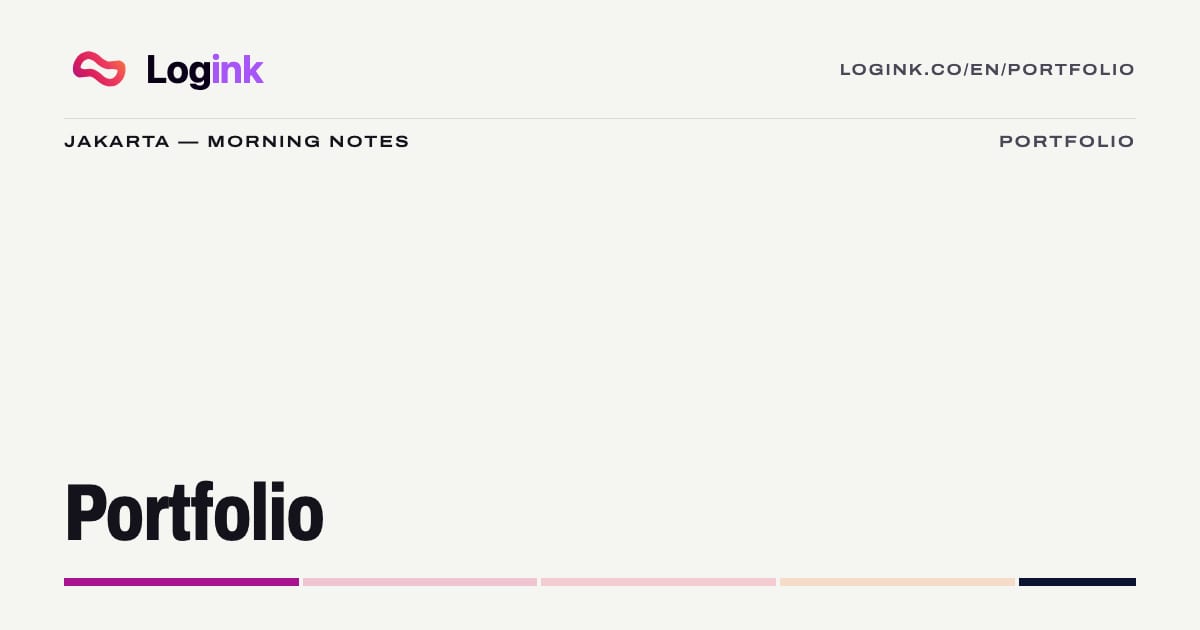 Logink
LOGINK.CO/EN/PORTFOLIO
JAKARTA — MORNING NOTES
PORTFOLIO
Portfolio